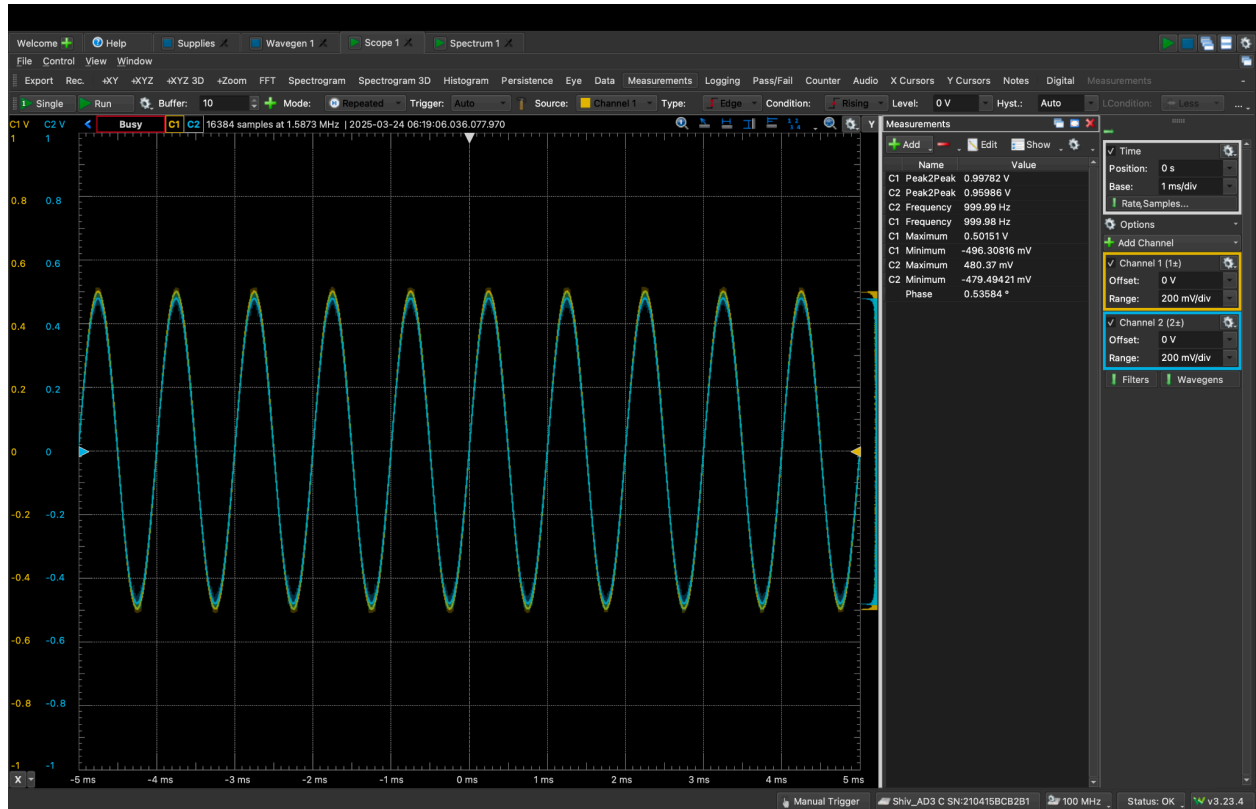 Welcome Help Supplies Wavegen 1 Scope 1 Spectrum 1
File Control View Window
Export Rec. +XY +XYZ +XYZ 3D +Zoom FFT Spectrogram Spectrogram 3D Histogram Persistence Eye Data Measurements Logging Pass/Fail Counter Audio X Cursors Y Cursors Notes Digital Measurements
Single Run Buffer: 10 Mode: Repeated Trigger: Auto Source: Channel 1 Type: Edge Condition: Rising Level: 0 V Hyst.: Auto LCondition: Less ...
C1 V C2 V Busy C1 C2 16384 samples at 1.5873 MHz | 2025-03-24 06:19:06.036.077.970 Y
1 1
0.8 0.8
0.6 0.6
0.4 0.4
0.2 0.2
0 0
-0.2 -0.2
-0.4 -0.4
-0.6 -0.6
-0.8 -0.8
-1 -1
X -5 ms -4 ms -3 ms -2 ms -1 ms 0 ms 1 ms 2 ms 3 ms 4 ms 5 ms
Measurements
Add Edit Show
Name Value
C1 Peak2Peak 0.99782 V
C2 Peak2Peak 0.95986 V
C2 Frequency 999.99 Hz
C1 Frequency 999.98 Hz
C1 Maximum 0.50151 V
C1 Minimum -496.30816 mV
C2 Maximum 480.37 mV
C2 Minimum -479.49421 mV
Phase 0.53584 °
Time
Position: 0 s
Base: 1 ms/div
Rate,Samples...
Options
Add Channel
Channel 1 (1±)
Offset: 0 V
Range: 200 mV/div
Channel 2 (2±)
Offset: 0 V
Range: 200 mV/div
Filters Wavegens
Manual Trigger Shiv_AD3 C SN:210415BCB2B1 100 MHz Status: OK v3.23.4